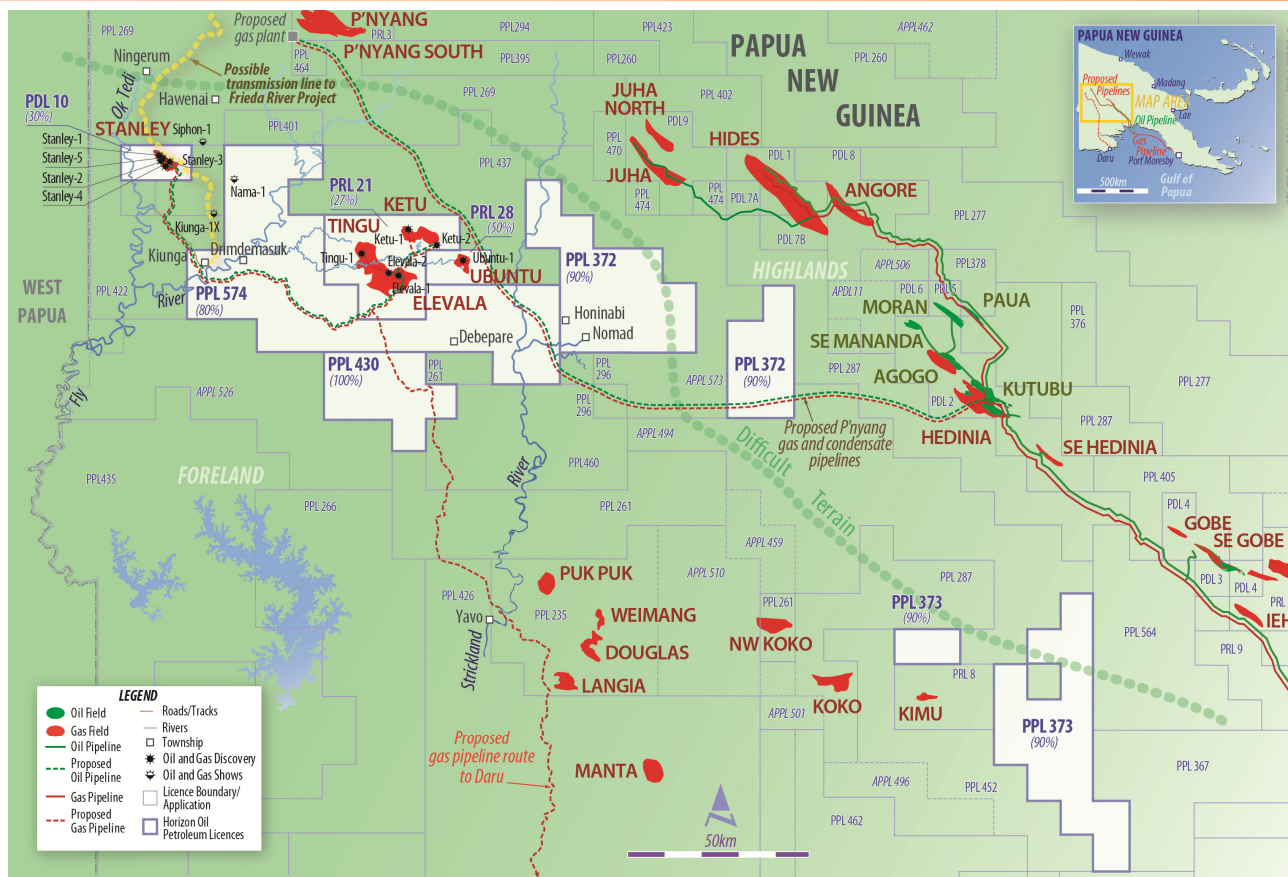 PPL 269
Ningerum
Proposed
gas plant
P'NYANG
PRL3
P'NYANG SOUTH
PPL
464
PPL294
PPL395
PPL423
PPL260
APPL462
PPL 260
PAPUA
NEW
GUINEA
PAPUA NEW GUINEA
Wewak
Madang
Lae
Proposed
Pipelines
MAP AREA
Oil Pipeline
Gas
Pipeline
Daru
Port Moresby
Gulf of
Papua
500km
Possible
transmission line to
Frieda River Project
Ok Tedi
Hawenai
PDL 10
(30%)
STANLEY
Siphon-1
Stanley-1
Stanley-5
Stanley-2
Stanley-4
Stanley-3
PPL401
PPL 269
PPL 437
PPL 402
JUHA
NORTH
PDL9
PPL
470
JUHA
PPL
474
PPL
474
PDL7A
HIDES
PDL 1
PDL 8
ANGORE
PDL 7B
PPL 277
Nama-1
Kiunga-1X
Kiunga
Drimdemasuk
PRL 21
(27%)
KETU
TINGU
Ketu-1
Ketu-2
Tingu-1
Elevala-2
Elevala-1
ELEVALA
PRL 28
(50%)
Ubuntu-1
UBUNTU
PPL 372
(90%)
HIGHLANDS
APPL506
PPL378
APDL11
PDL 6
PDL5
MORAN
PAUA
PPL
376
SE MANANDA
WEST
PAPUA
PPL 422
River
PPL 574
(80%)
Honinabi
Nomad
Debepare
PPL 372
(90%)
PPL 287
AGOGO
PDL 2
KUTUBU
PPL 277
PPL 430
(100%)
PPL
261
PPL
296
PPL
296
APPL 573
APPL 526
Fly
APPL 494
Proposed P'nyang
gas and condensate
pipelines
HEDINIA
PPL 287
SE HEDINIA
PPL435
FORELAND
PPL 266
PPL460
River
PPL 261
Difficult
Terrain
PPL 405
PDL 4
GOBE
SE GOBE
PDL 3
PDL 4
PRL
IEH
APPL 459
APPL 510
PUK PUK
PPL 426
Yavo
PPL 235
Strickland
WEIMANG
DOUGLAS
LANGIA
PPL261
NW KOKO
PPL 287
PPL 373
(90%)
PPL 564
PRL 9
PRL 8
KOKO
APPL 501
KIMU
PPL 373
(90%)
Proposed
gas pipeline route
to Daru
MANTA
APPL 496
PPL 452
PPL 462
PPL 367
50km
LEGEND
Oil Field
Gas Field
Oil Pipeline
Proposed
Oil Pipeline
Gas Pipeline
Proposed
Gas Pipeline
Roads/Tracks
Rivers
Township
Oil and Gas Discovery
Oil and Gas Shows
Licence Boundary/
Application
Horizon Oil
Petroleum Licences